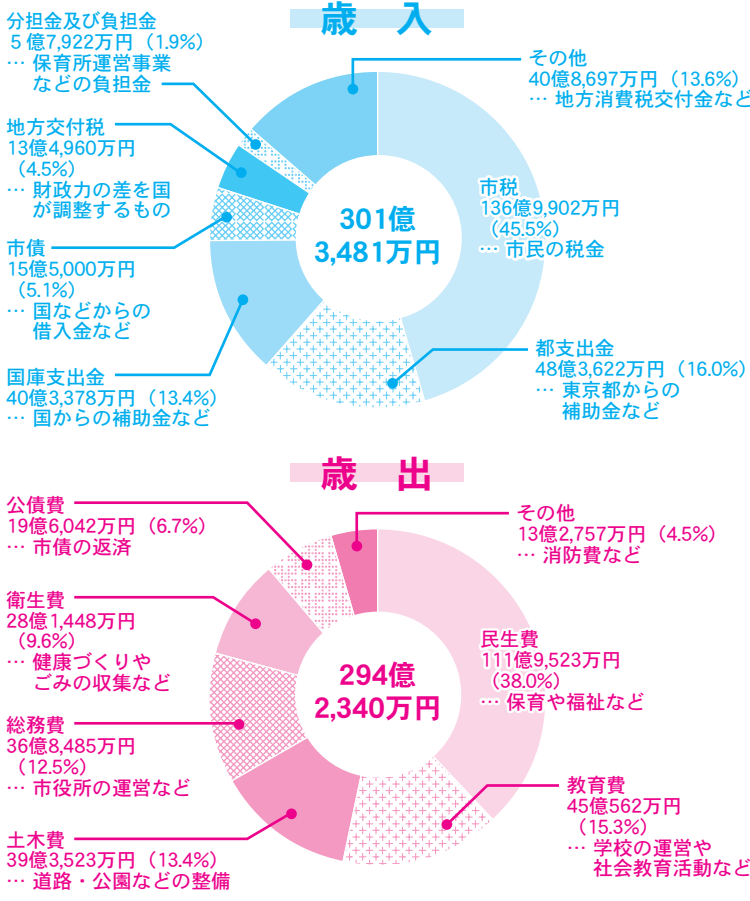 歳　入
分担金及び負担金
5億7,922万円（1.9%）
… 保育所運営事業
などの負担金
地方交付税
13億4,960万円
（4.5%）
… 財政力の差を国
が調整するもの
市債
15億5,000万円
（5.1%）
… 国などからの
借入金など
国庫支出金
40億3,378万円（13.4%）
… 国からの補助金など
その他
40億8,697万円（13.6%）
… 地方消費税交付金など
市税
136億9,902万円
（45.5%）
… 市民の税金
都支出金
48億3,622万円（16.0%）
… 東京都からの
補助金など
301億
3,481万円
歳　出
公債費
19億6,042万円（6.7%）
… 市債の返済
衛生費
28億1,448万円
（9.6%）
… 健康づくりや
ごみの収集など
総務費
36億8,485万円
（12.5%）
… 市役所の運営など
土木費
39億3,523万円（13.4%）
… 道路・公園などの整備
その他
13億2,757万円（4.5%）
… 消防費など
民生費
111億9,523万円
（38.0%）
… 保育や福祉など
教育費
45億562万円
（15.3%）
… 学校の運営や
社会教育活動など
294億
2,340万円